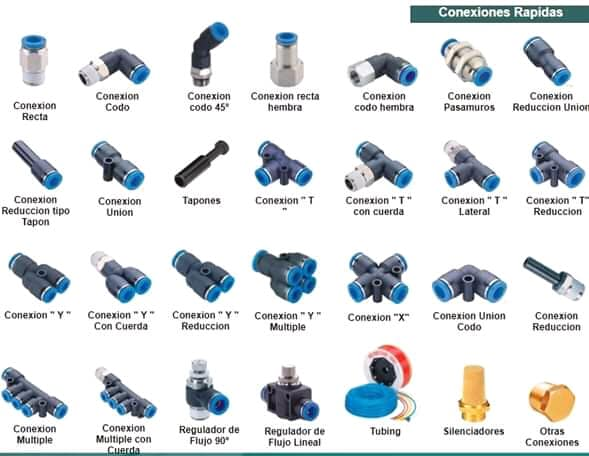 Conexiones Rapidas
Conexion
Recta
Conexion
Codo
Conexion
codo 45°
Conexion recta
hembra
Conexion
codo hembra
Conexion
Pasamuros
Conexion
Reduccion Union
Conexion
Reduccion tipo
Tapon
Conexion
Union
Tapones
Conexion " T
"
Conexion " T "
con cuerda
Conexion " T "
Lateral
Conexion " T"
Reduccion
Conexion " Y "
Conexion " Y "
Con Cuerda
Conexion " Y "
Reduccion
Conexion " Y "
Multiple
Conexion "X"
Conexion Union
Codo
Conexion
Reduccion
Conexion
Multiple
Conexion
Multiple con
Cuerda
Regulador de
Flujo 90°
Regulador de
Flujo Lineal
Tubing
Silenciadores
Otras
Conexiones